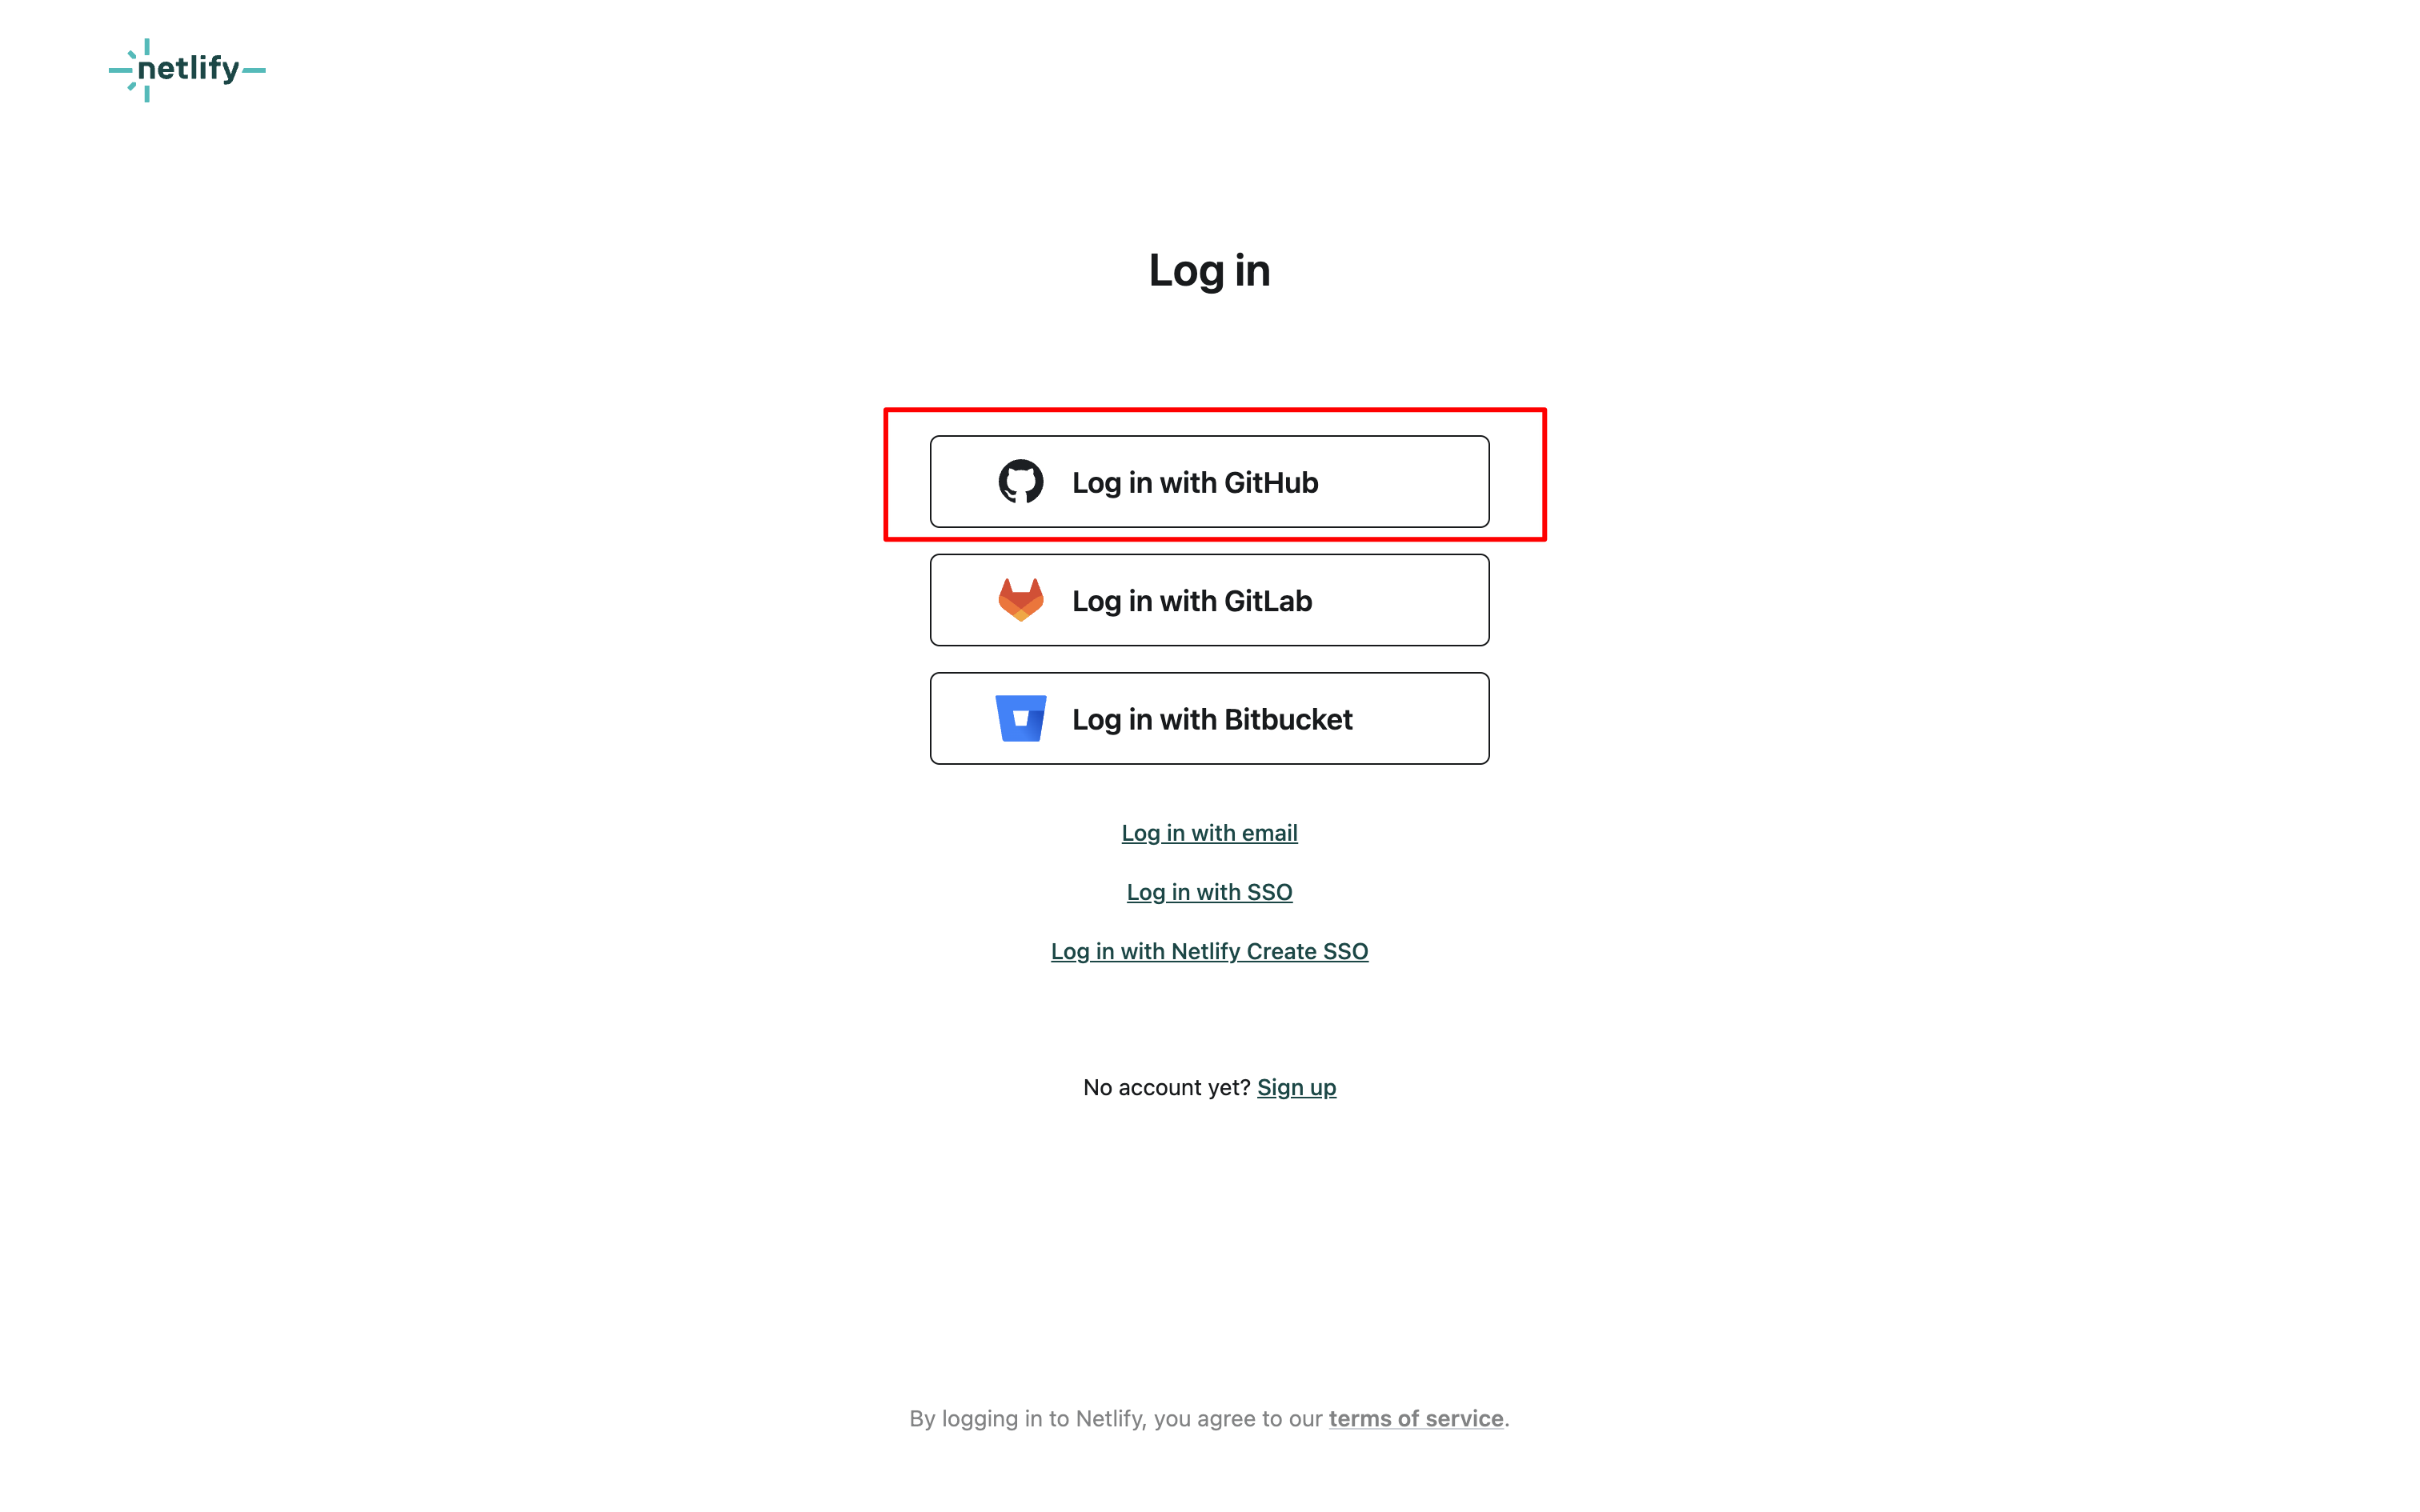 netlify
Log in
Log in with GitHub
Log in with GitLab
Log in with Bitbucket
Log in with email
Log in with SSO
Log in with Netlify Create SSO
No account yet? Sign up
By logging in to Netlify, you agree to our terms of service.